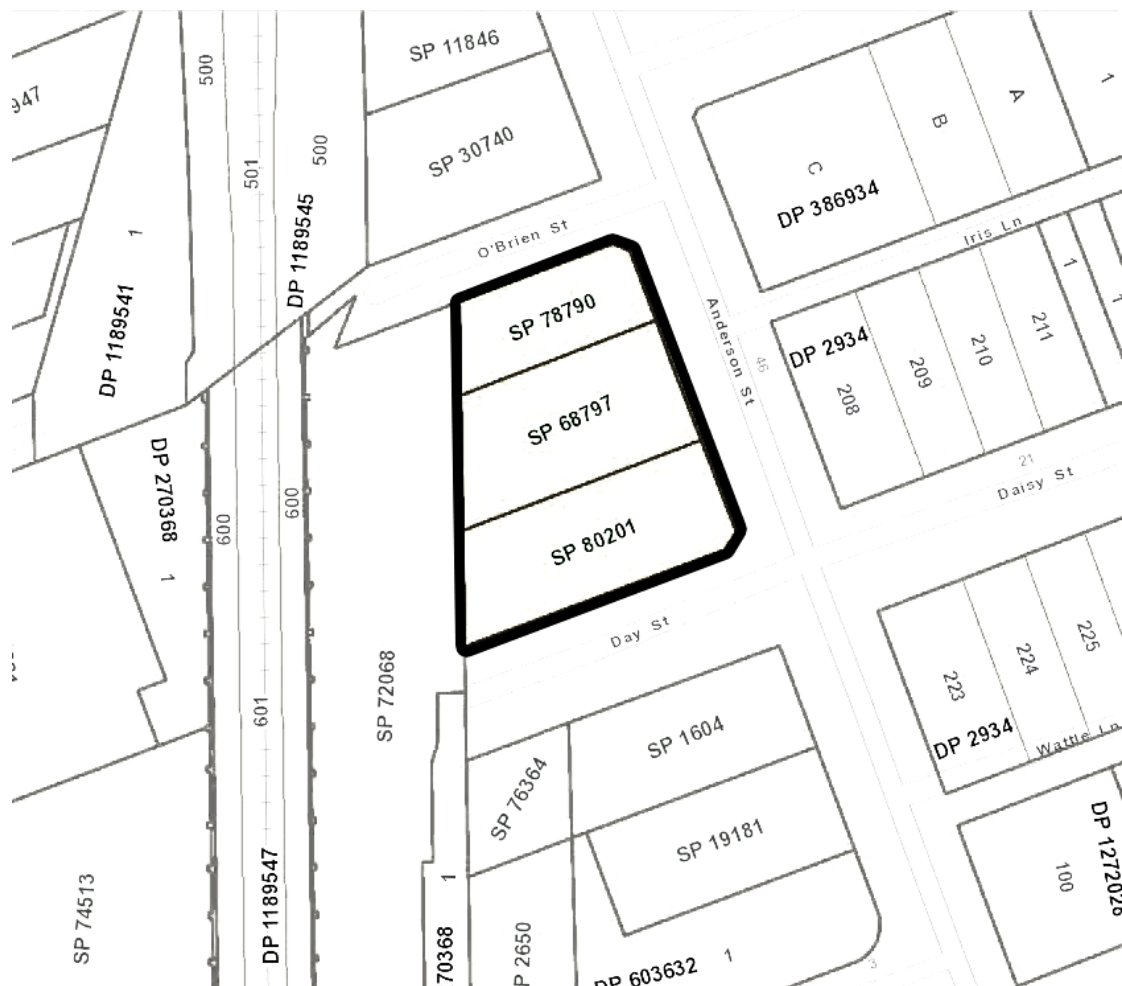 SP 11846
500
947
A
1
B
SP 30740
500
501
C
DP 386934
DP 1189545
O'Brien St
Iris Ln
1
1
1
DP 1189541
SP 78790
Anderson St
46
DP 2934
211
210
209
208
SP 68797
DP 270368
1
600
600
21
Daisy St
SP 80201
Day St
SP 72068
601
225
224
223
DP 2934
Wattle Ln
SP 1604
SP 76364
SP 19181
DP 1272028
100
SP 74513
DP 1189547
1
70368
P 2650
DP 603632
1
3